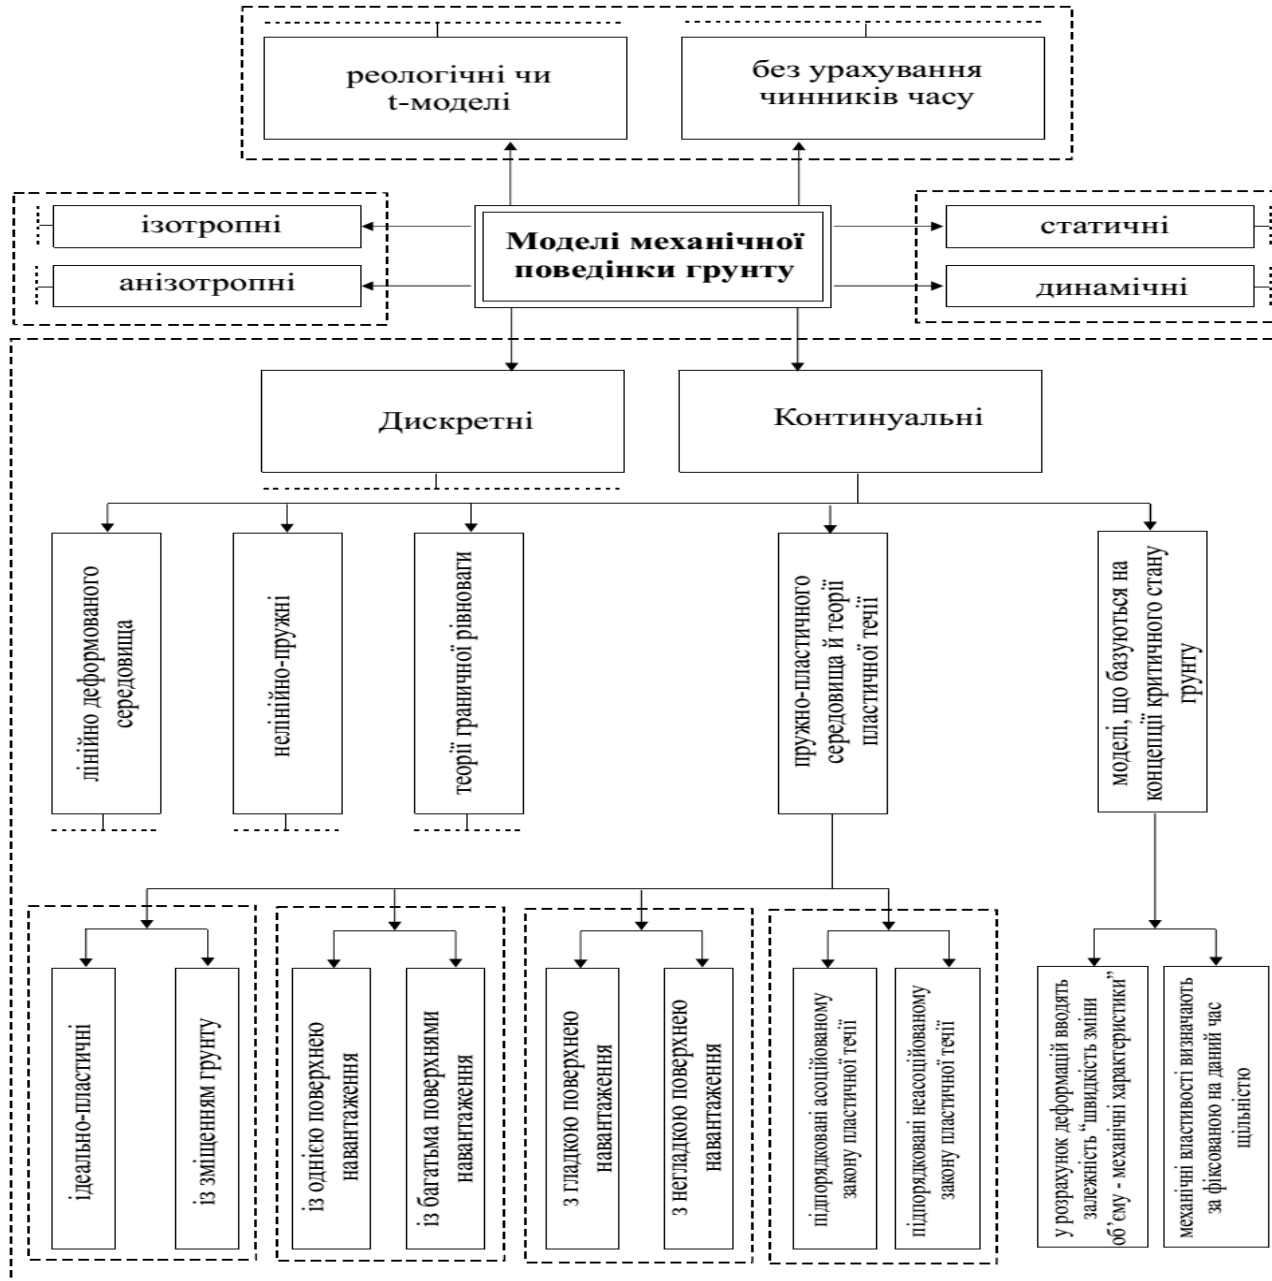 реологічні чи
t-моделі
без урахування
чинників часу
ізотропні
анізотропні
Моделі механічної
поведінки грунту
статичні
динамічні
Дискретні
Континуальні
лінійно деформованого
середовища
нелінійно-пружні
теорії граничної рівноваги
пружно-пластичного
середовища й теорії
пластичної течії
моделі, що базуються на
концепції критичного стану
грунту
ідеально-пластичні
із зміщенням грунту
із однією поверхнею
навантаження
із багатьма поверхнями
навантаження
з гладкою поверхнею
навантаження
з негладкою поверхнею
навантаження
підпорядковані асоційованому
закону пластичної течії
підпорядковані неасоційованому
закону пластичної течії
у розрахунок деформацій вводять
залежність “швидкість зміни
об’єму - механічні характеристики”
механічні властивості визначають
за фіксованою на даний час
щільністю